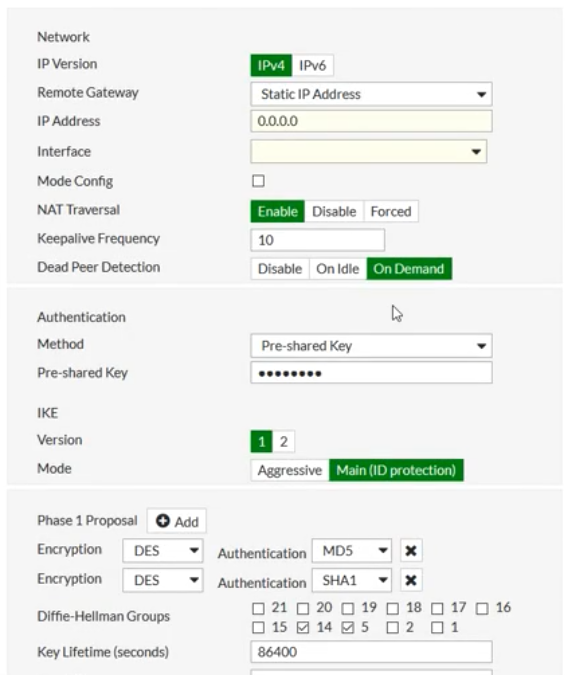 Network
IP Version IPv4 IPv6
Remote Gateway Static IP Address
IP Address 0.0.0.0
Interface
Mode Config
NAT Traversal Enable Disable Forced
Keepalive Frequency 10
Dead Peer Detection Disable On Idle On Demand
Authentication
Method Pre-shared Key
Pre-shared Key ••••••••
IKE
Version 1 2
Mode Aggressive Main (ID protection)
Phase 1 Proposal Add
Encryption DES Authentication MD5
Encryption DES Authentication SHA1
Diffie-Hellman Groups 21 20 19 18 17 16
15 14 5 2 1
Key Lifetime (seconds) 86400